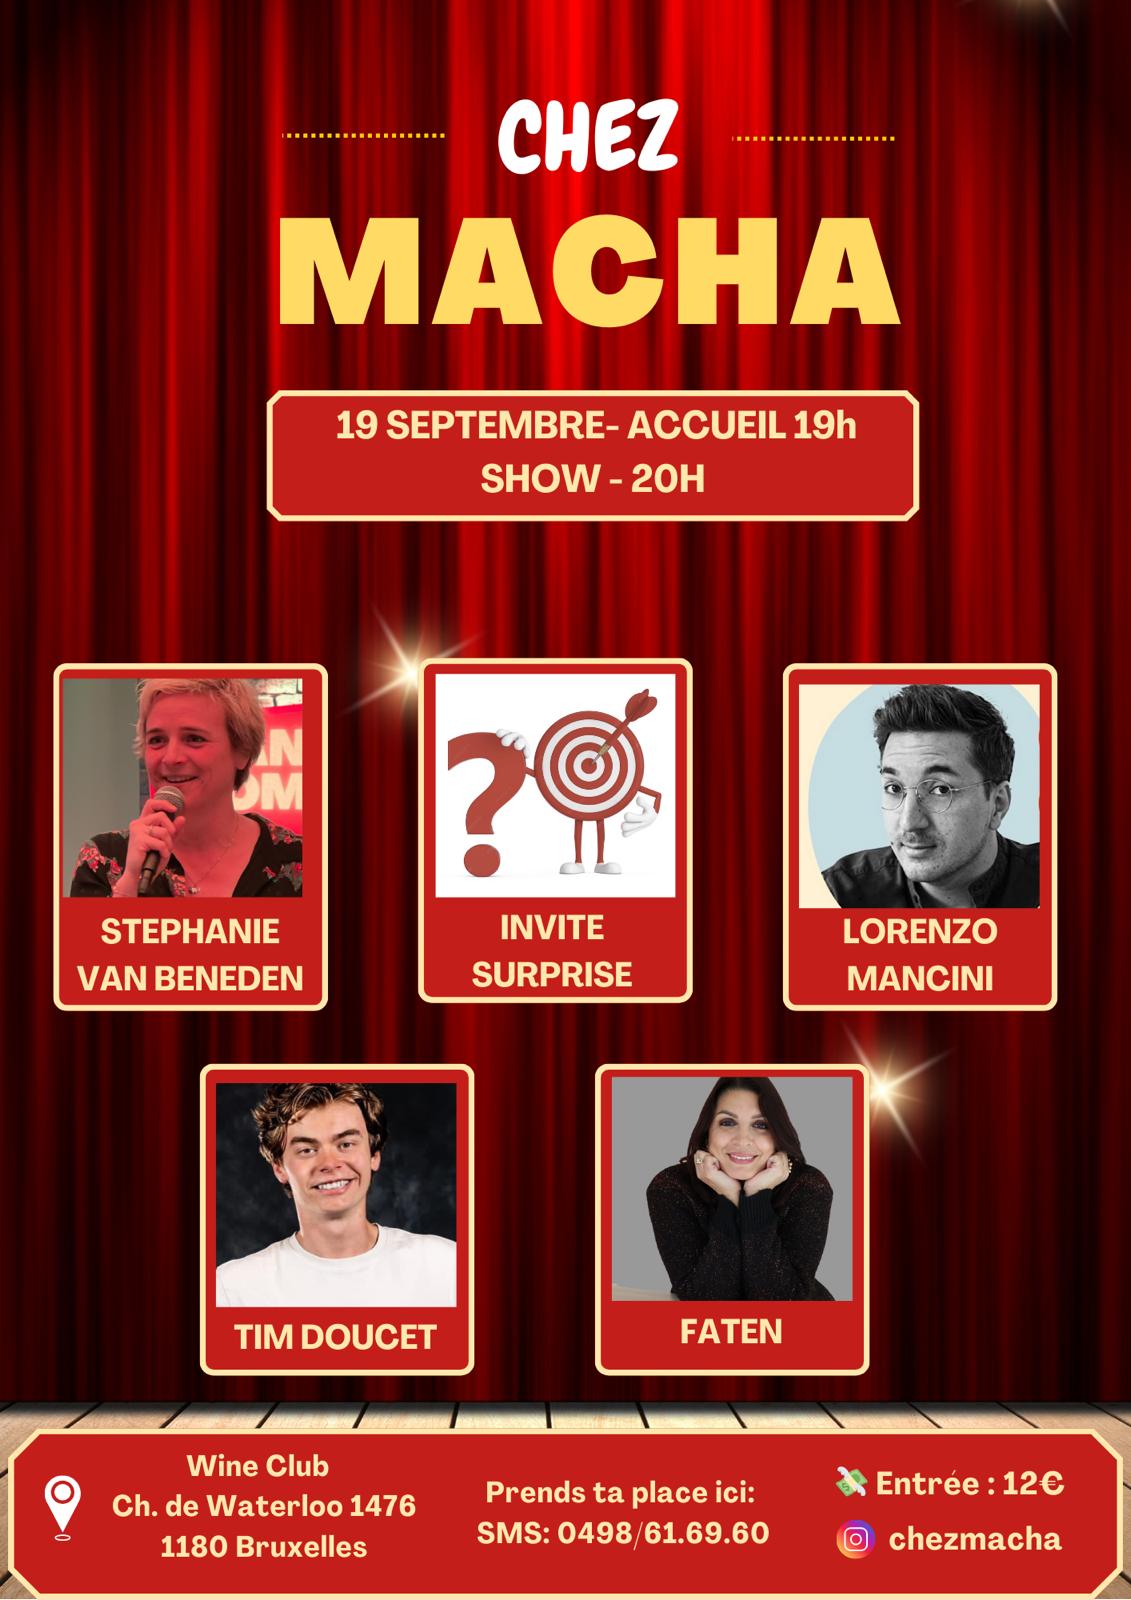 CHEZ
MACHA
19 SEPTEMBRE- ACCUEIL 19h
SHOW - 20H
AN
OM
STEPHANIE
VAN BENEDEN
INVITE
SURPRISE
LORENZO
MANCINI
TIM DOUCET
FATEN
Wine Club
Ch. de Waterloo 1476
1180 Bruxelles
Prends ta place ici:
SMS: 0498/61.69.60
Entrée : 12€
chezmacha